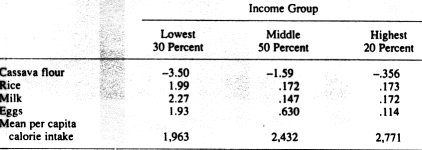 Income Group
Lowest Middle Highest
30 Percent 50 Percent 20 Percent
Cassava flour –3.50 –1.59 –.356
Rice 1.99 .172 .173
Milk 2.27 .147 .172
Eggs 1.93 .630 .114
Mean per capita
calorie intake 1,963 2,432 2,771